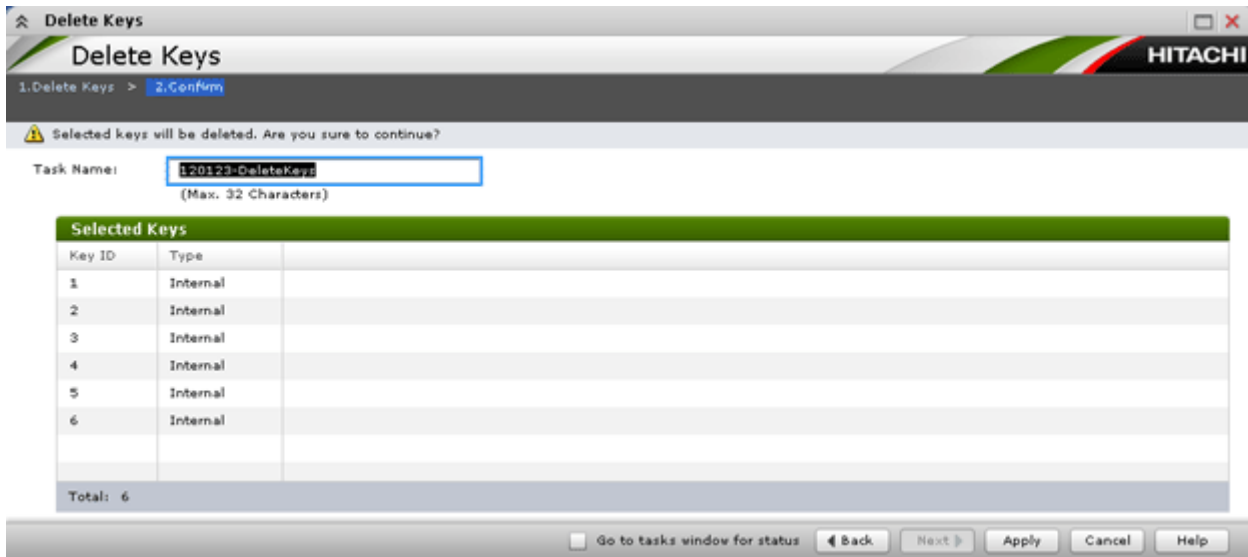 Delete Keys
Delete Keys
HITACHI
1.Delete Keys > 2.Confirm
Selected keys will be deleted. Are you sure to continue?
Task Name: 120123-DeleteKeys
(Max. 32 Characters)
Selected Keys
Key ID Type
1 Internal
2 Internal
3 Internal
4 Internal
5 Internal
6 Internal
Total: 6
Go to tasks window for status Back Next Apply Cancel Help